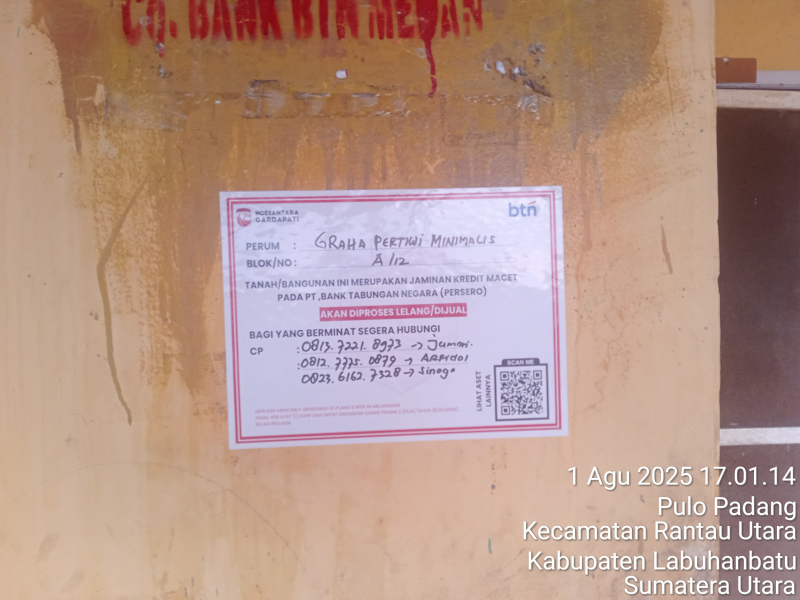 CQ. BANK BTN MEDAN
NOESANTARA
GARDAPATI
btn
PERUM : GRAHA PERTIWI MINIMALIS
BLOK/NO : A/12
TANAH/BANGUNAN INI MERUPAKAN JAMINAN KREDIT MACET
PADA PT ,BANK TABUNGAN NEGARA (PERSERO)
AKAN DIPROSES LELANG/DIJUAL
BAGI YANG BERMINAT SEGERA HUBUNGI
CP :0813.7221.8973 → Jumari.
:0812.7775.0879 → ARFIDOL
0823.6162.7328 → Sinaga
SCAN ME
LIHAT ASET
LAINNYA
1 Agu 2025 17.01.14
Pulo Padang
Kecamatan Rantau Utara
Kabupaten Labuhanbatu
Sumatera Utara